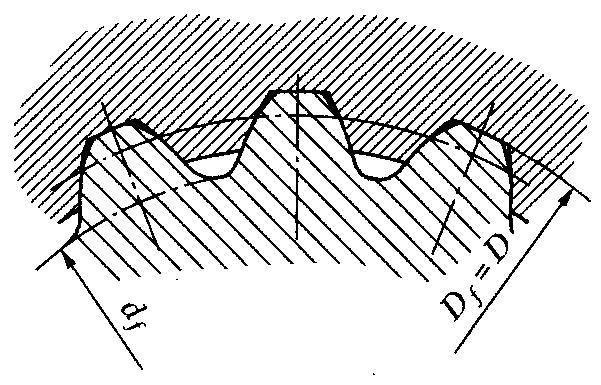 d_f
D_f = D